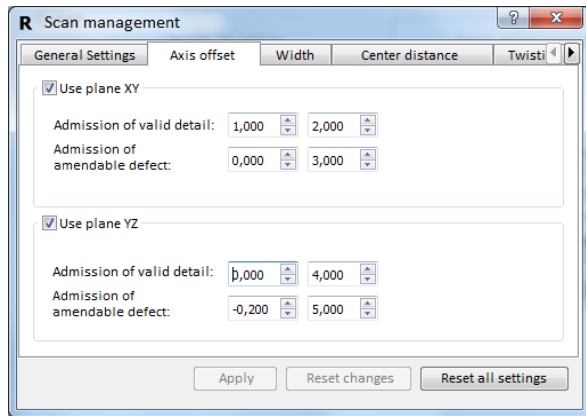 R Scan management
General Settings Axis offset Width Center distance Twisti
Use plane XY
Admission of valid detail: 1,000 2,000
Admission of
amendable defect: 0,000 3,000
Use plane YZ
Admission of valid detail: 0,000 4,000
Admission of
amendable defect: -0,200 5,000
Apply Reset changes Reset all settings